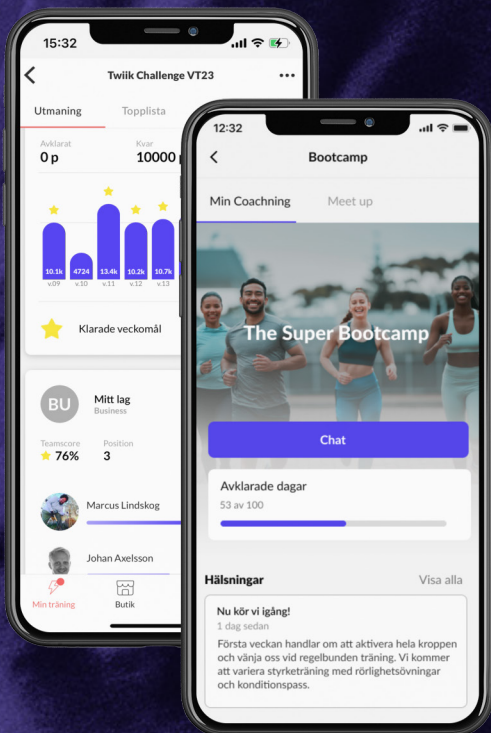 15:32
Twiik Challenge VT23
Utmaning Topplista
Avklarat Kvar
0 p 10000
10.1k 4724 13.4k 10.2k 10.7k
v.09 v.10 v.11 v.12 v.13
Klarade veckomål
BU Mitt lag
Business
Teamscore Position
76% 3
Marcus Lindskog
Johan Axelsson
Min träning Butik
12:32
Bootcamp
Min Coachning Meet up
The Super Bootcamp
Chat
Avklarade dagar
53 av 100
Hälsningar Visa alla
Nu kör vi igång!
1 dag sedan
Första veckan handlar om att aktivera hela kroppen
och vänja oss vid regelbunden träning. Vi kommer
att variera styrketräning med rörlighetsövningar
och konditionspass.